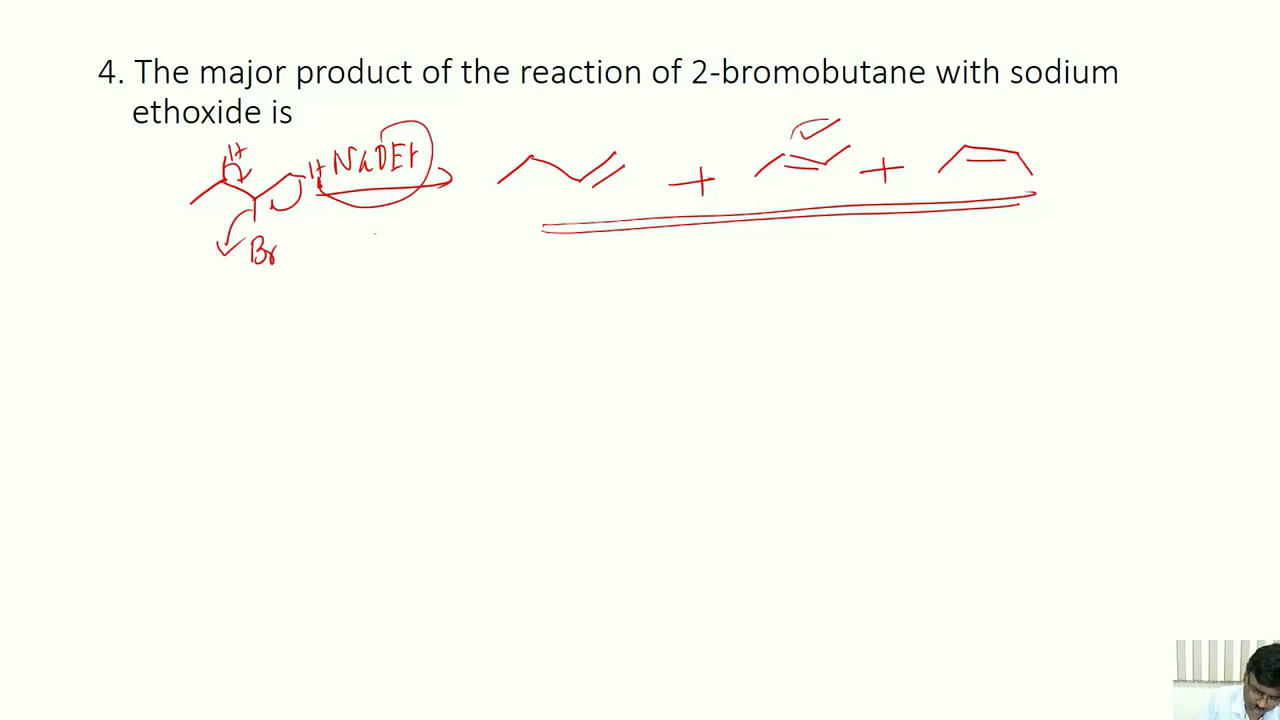 4. The major product of the reaction of 2-bromobutane with sodium
ethoxide is
H
H NaOEt
+ +
Br